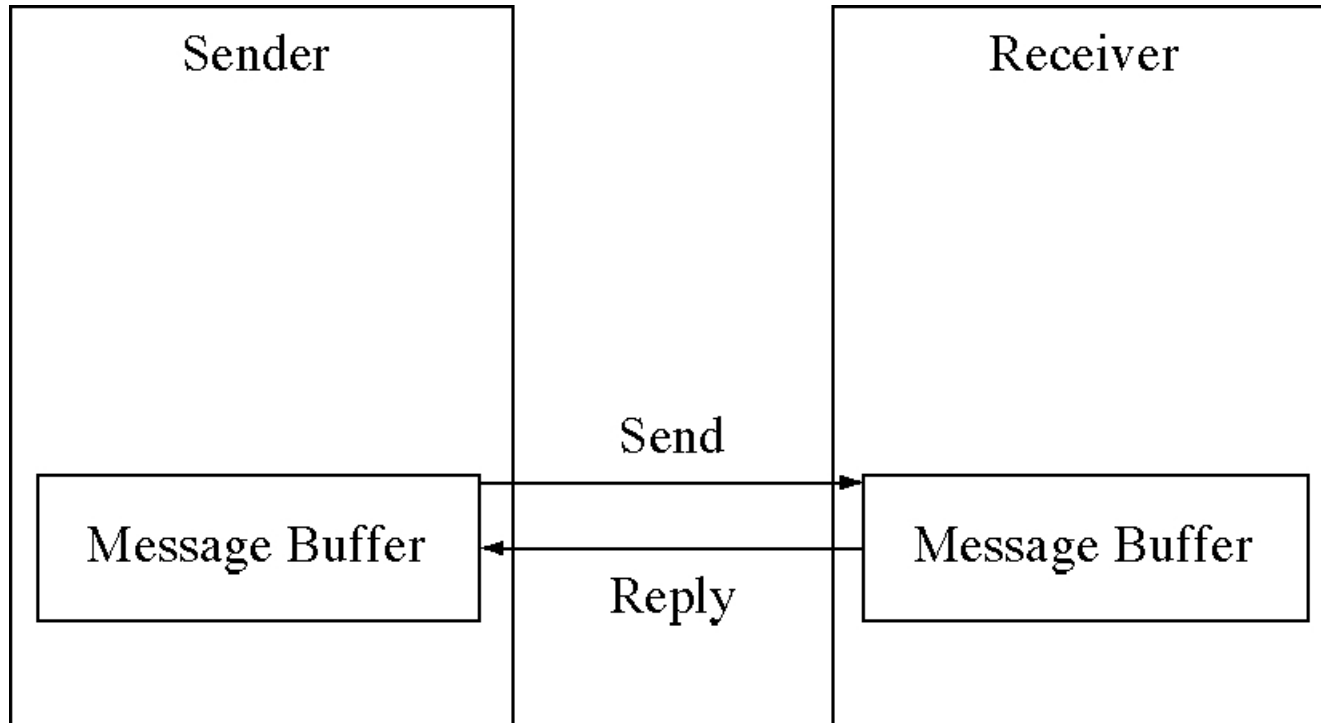 Sender
Receiver
Send
Message Buffer
Message Buffer
Reply